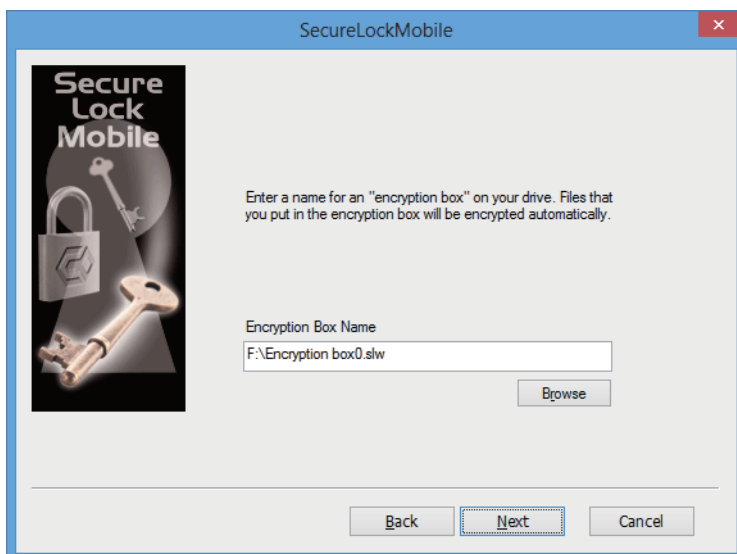 SecureLockMobile
Secure
Lock
Mobile
Enter a name for an "encryption box" on your drive. Files that
you put in the encryption box will be encrypted automatically.
Encryption Box Name
F:\Encryption box0.slw
Browse
Back
Next
Cancel